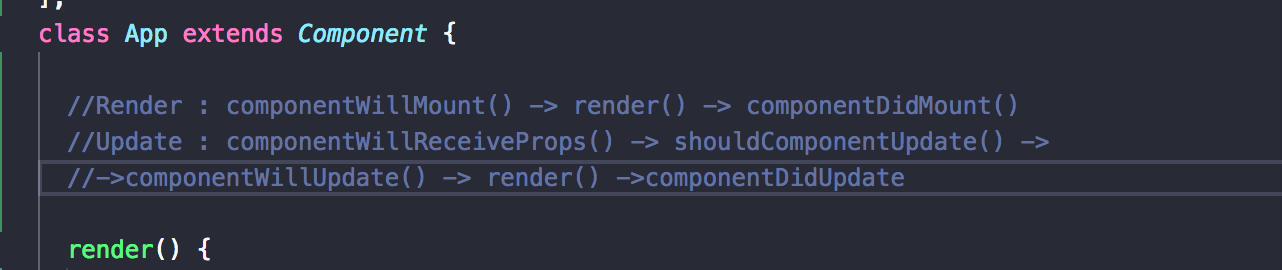 ];
class App extends Component {
//Render : componentWillMount() -> render() -> componentDidMount()
//Update : componentWillReceiveProps() -> shouldComponentUpdate() ->
//->componentWillUpdate() -> render() ->componentDidUpdate
render() {